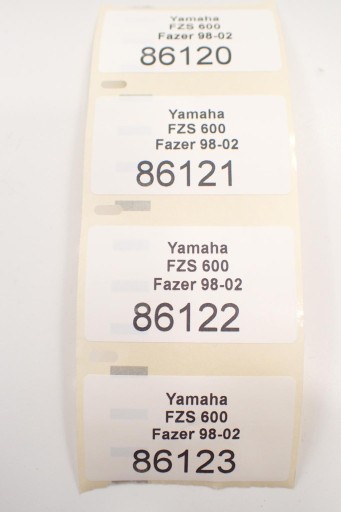 Yamaha
FZS 600
Fazer 98-02
86120
Yamaha
FZS 600
Fazer 98-02
86121
Yamaha
FZS 600
Fazer 98-02
86122
Yamaha
FZS 600
Fazer 98-02
86123